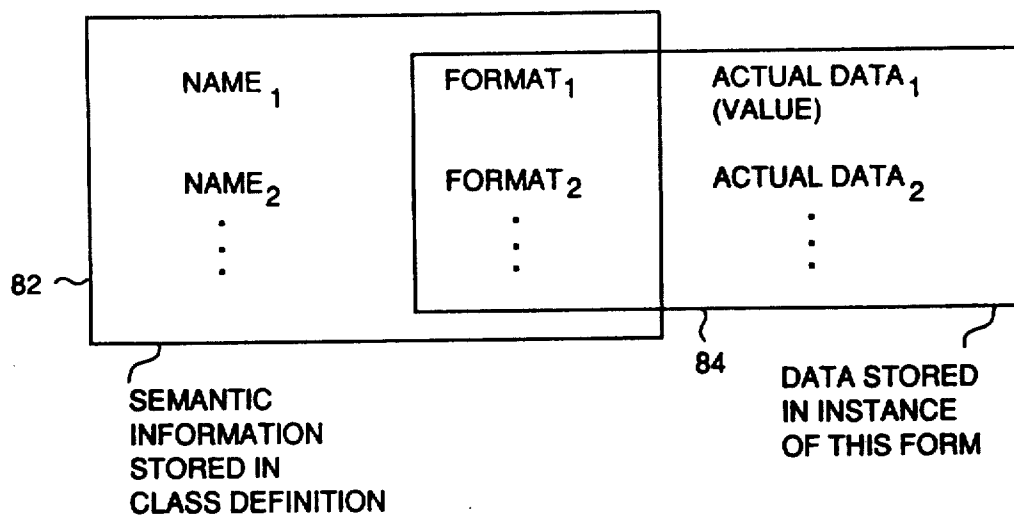 NAME1 FORMAT1 ACTUAL DATA1
(VALUE)
NAME2 FORMAT2 ACTUAL DATA2
82
84
SEMANTIC
INFORMATION
STORED IN
CLASS DEFINITION
DATA STORED
IN INSTANCE
OF THIS FORM